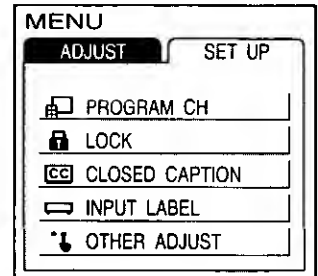 MENU
ADJUST SET UP
PROGRAM CH
LOCK
CC CLOSED CAPTION
INPUT LABEL
OTHER ADJUST